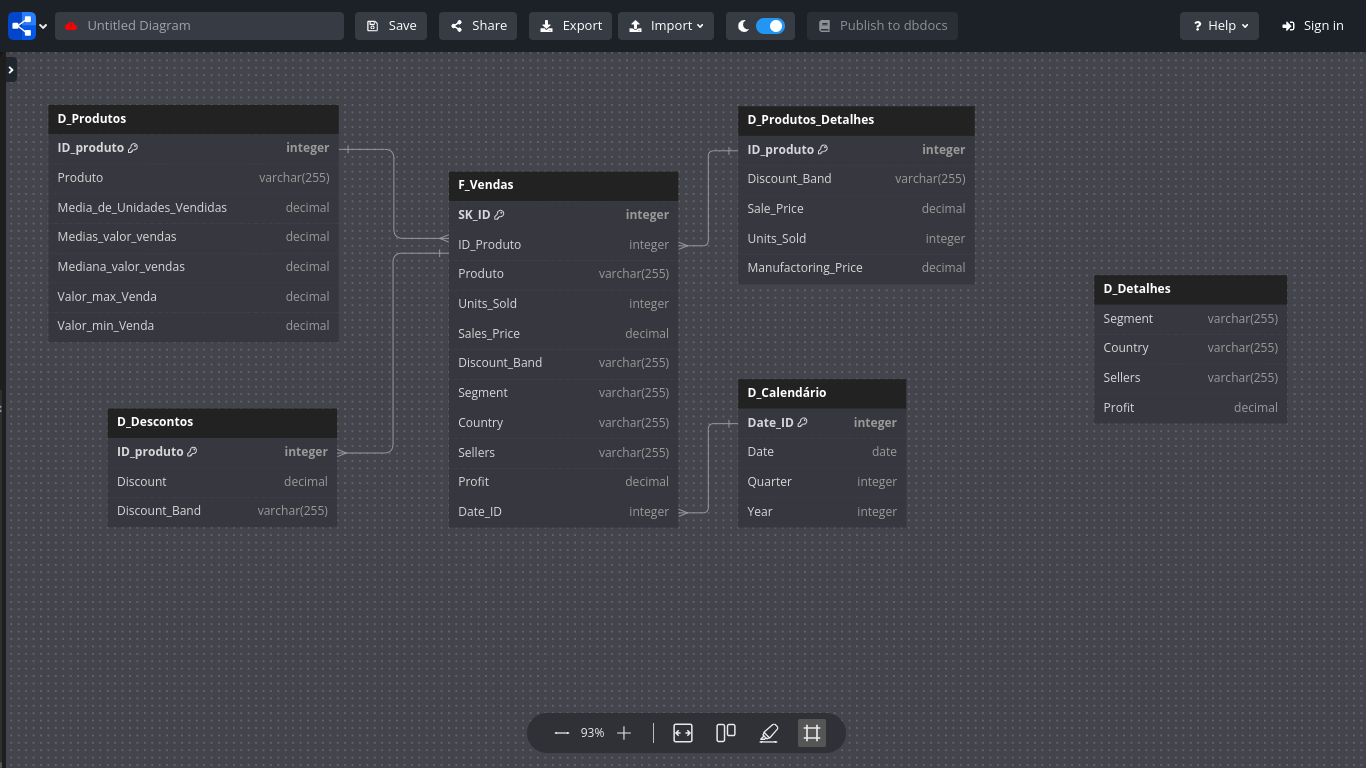 Untitled Diagram
Save
Share
Export
Import
Publish to dbdocs
? Help
Sign in
D_Produtos
ID_produto integer
Produto varchar(255)
Media_de_Unidades_Vendidas decimal
Medias_valor_vendas decimal
Mediana_valor_vendas decimal
Valor_max_Venda decimal
Valor_min_Venda decimal
D_Descontos
ID_produto integer
Discount decimal
Discount_Band varchar(255)
F_Vendas
SK_ID integer
ID_Produto integer
Produto varchar(255)
Units_Sold integer
Sales_Price decimal
Discount_Band varchar(255)
Segment varchar(255)
Country varchar(255)
Sellers varchar(255)
Profit decimal
Date_ID integer
D_Produtos_Detalhes
ID_produto integer
Discount_Band varchar(255)
Sale_Price decimal
Units_Sold integer
Manufactoring_Price decimal
D_Calendário
Date_ID integer
Date date
Quarter integer
Year integer
D_Detalhes
Segment varchar(255)
Country varchar(255)
Sellers varchar(255)
Profit decimal
93%